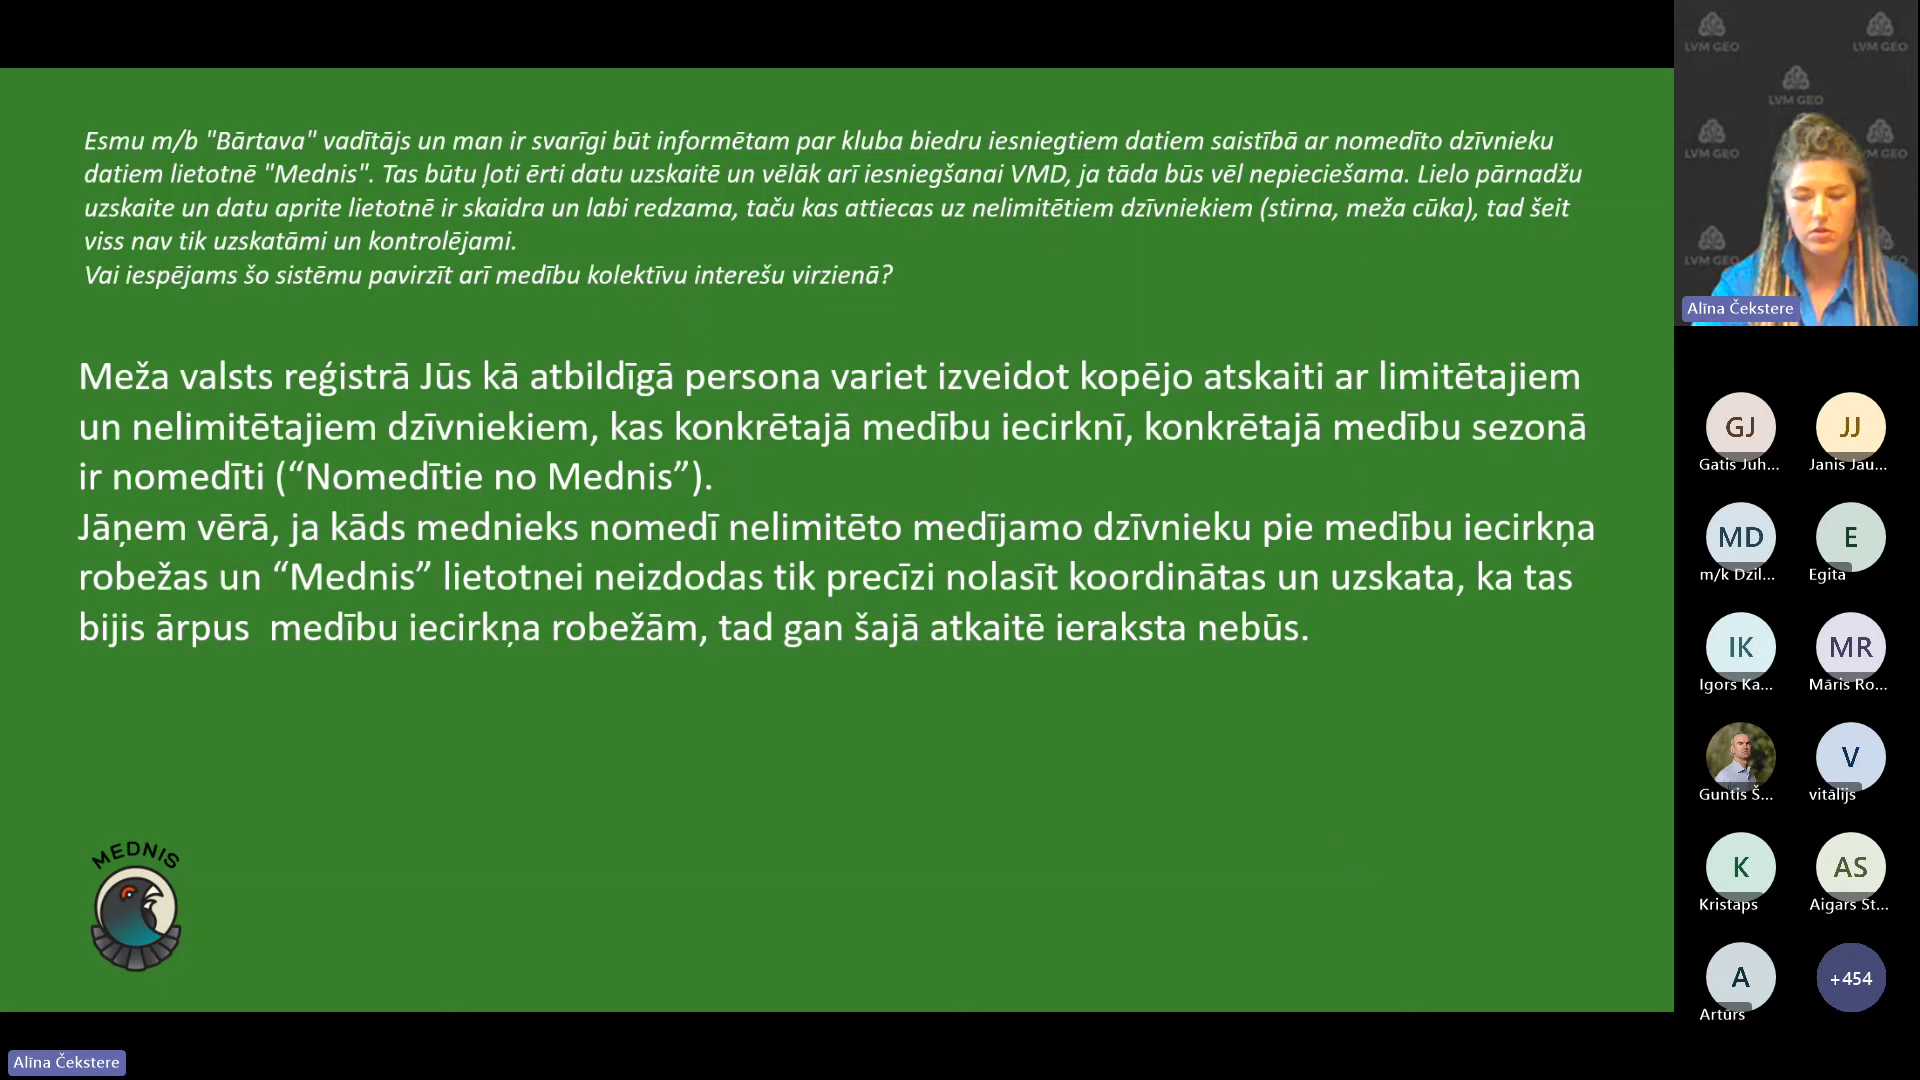 Esmu m/b "Bārtava" vadītājs un man ir svarīgi būt informētam par kluba biedru iesniegtiem datiem saistībā ar nomedīto dzīvnieku
datiem lietotnē "Mednis". Tas būtu ļoti ērti datu uzskaitē un vēlāk arī iesniegšanai VMD, ja tāda būs vēl nepieciešama. Lielo pārnadžu
uzskaite un datu aprite lietotnē ir skaidra un labi redzama, taču kas attiecas uz nelimitētiem dzīvniekiem (stirna, meža cūka), tad šeit
viss nav tik uzskatāmi un kontrolējami.
Vai iespējams šo sistēmu pavirzīt arī medību kolektīvu interešu virzienā?
Meža valsts reģistrā Jūs kā atbildīgā persona variet izveidot kopējo atskaiti ar limitētajiem
un nelimitētajiem dzīvniekiem, kas konkrētajā medību iecirknī, konkrētajā medību sezonā
ir nomedīti (“Nomedītie no Mednis”).
Jāņem vērā, ja kāds mednieks nomedī nelimitēto medījamo dzīvnieku pie medību iecirkņa
robežas un “Mednis” lietotnei neizdodas tik precīzi nolasīt koordinātas un uzskata, ka tas
bijis ārpus  medību iecirkņa robežām, tad gan šajā atkaitē ieraksta nebūs.
MEDNIS
Alīna Čekstere
LVM GEO
LVM GEO
LVM GEO
LVM GEO
Alīna Čekstere
GJ
Gatis Juh...
JJ
Janis Jau...
MD
m/k Dzil...
E
Egita
IK
Igors Ka...
MR
Māris Ro...
Guntis Š...
V
vitālijs
K
Kristaps
AS
Aigars St...
A
Artūrs
+454